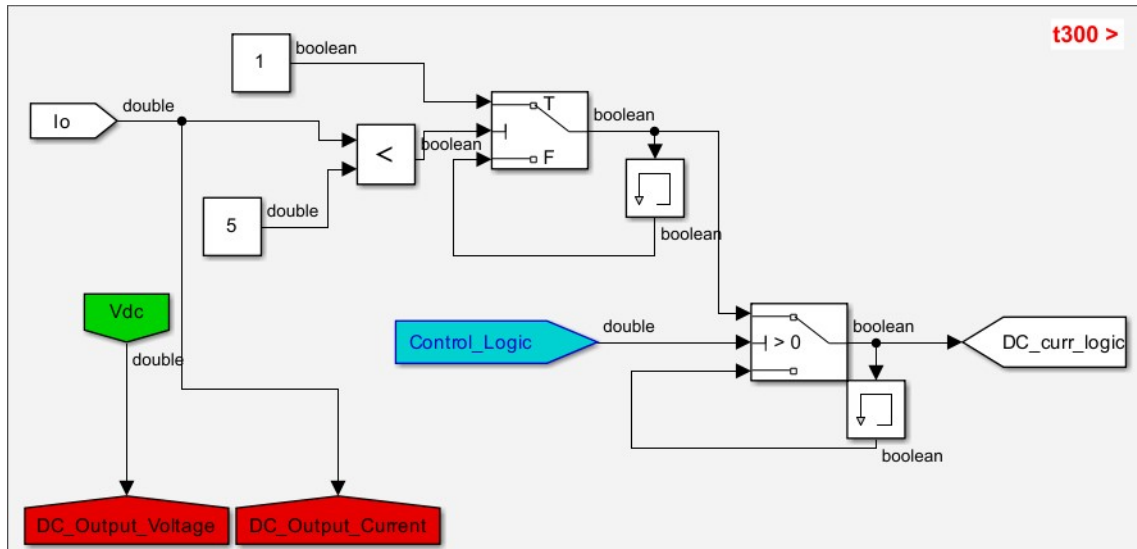 t300 >
boolean
1
double
Io
T
boolean
<
boolean
F
5
double
boolean
Vdc
double
Control_Logic
double
> 0
boolean
DC_curr_logic
boolean
DC_Output_Voltage
DC_Output_Current